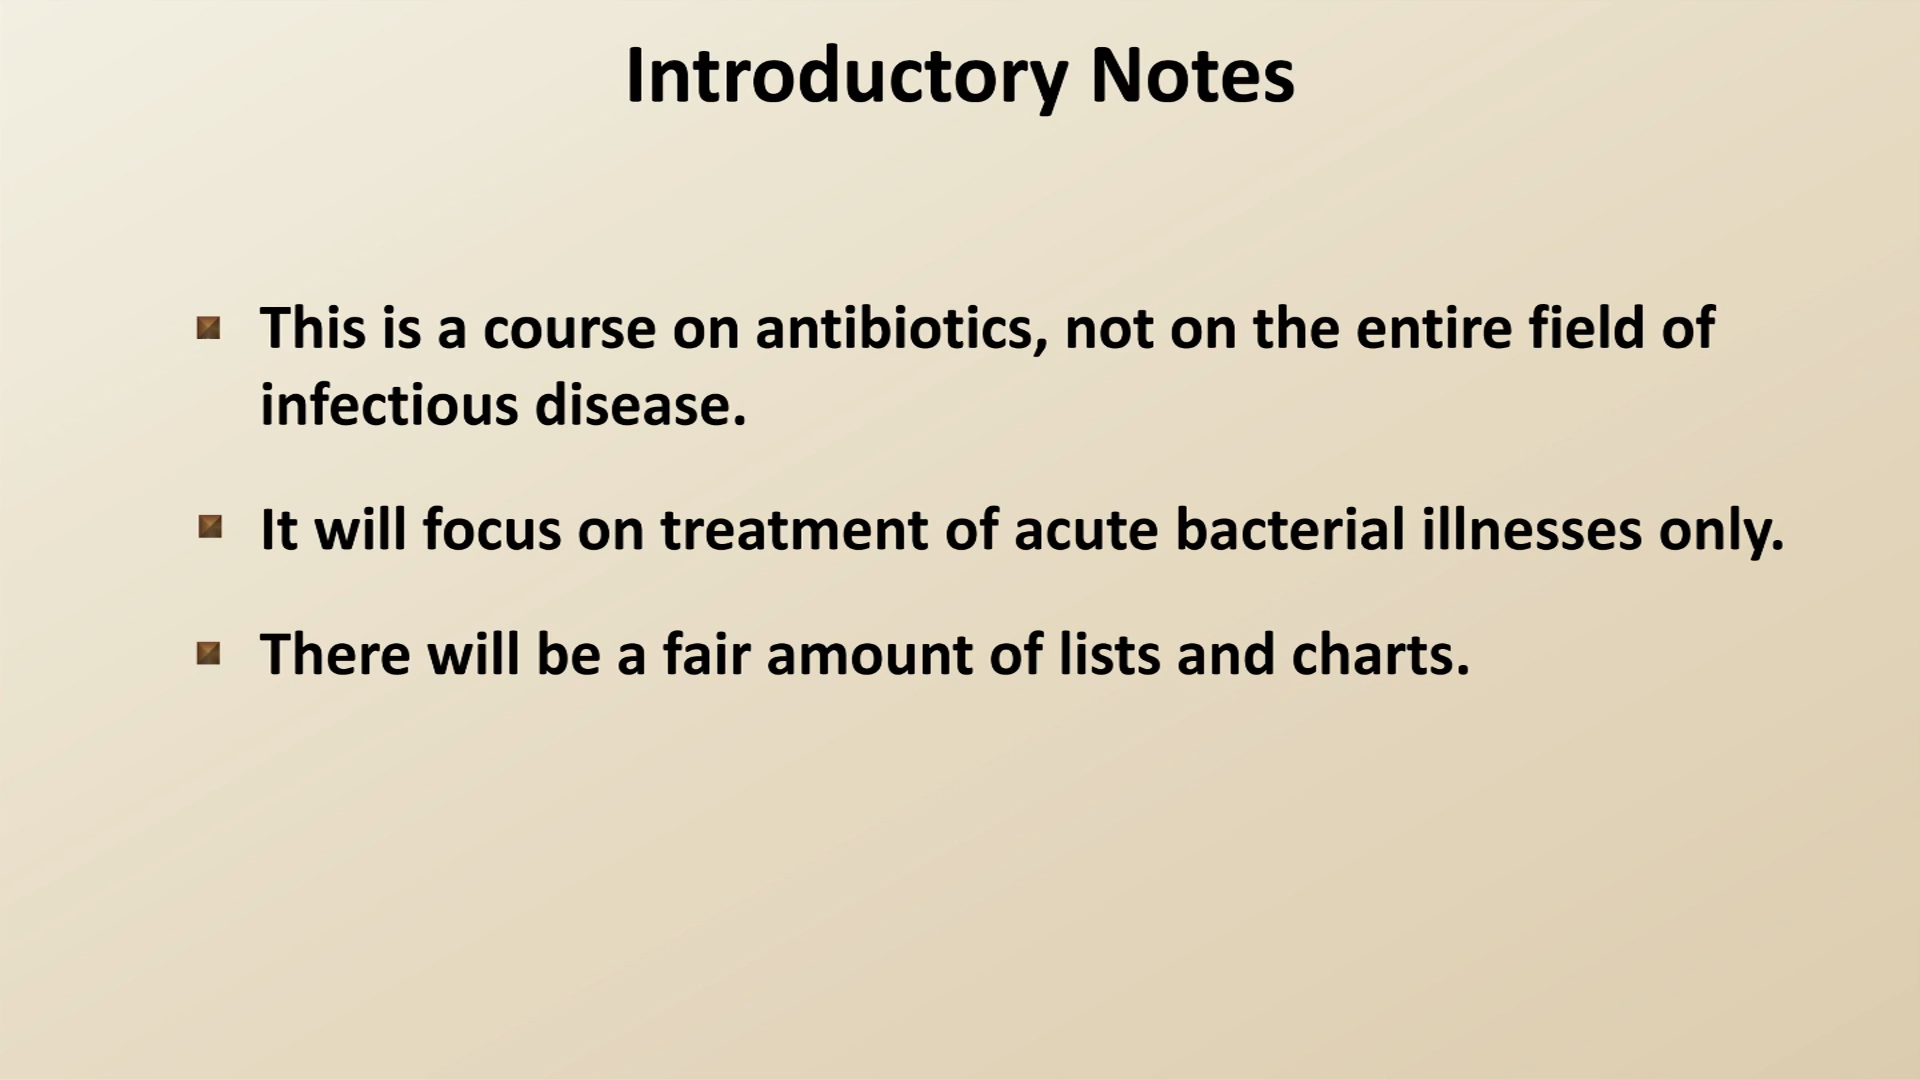 Introductory Notes
This is a course on antibiotics, not on the entire field of
infectious disease.
It will focus on treatment of acute bacterial illnesses only.
There will be a fair amount of lists and charts.